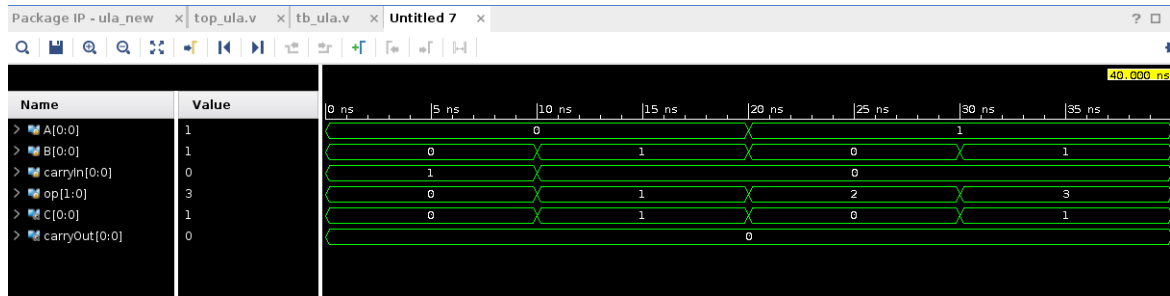 Package IP - ula_new × top_ula.v × tb_ula.v × Untitled 7 × ?
40.000 ns
Name Value 0 ns 5 ns 10 ns 15 ns 20 ns 25 ns 30 ns 35 ns
A[0:0] 1 0 1
B[0:0] 1 0 1 0 1
carryIn[0:0] 0 1 0
op[1:0] 3 0 1 2 3
C[0:0] 1 0 1 0 1
carryOut[0:0] 0 0